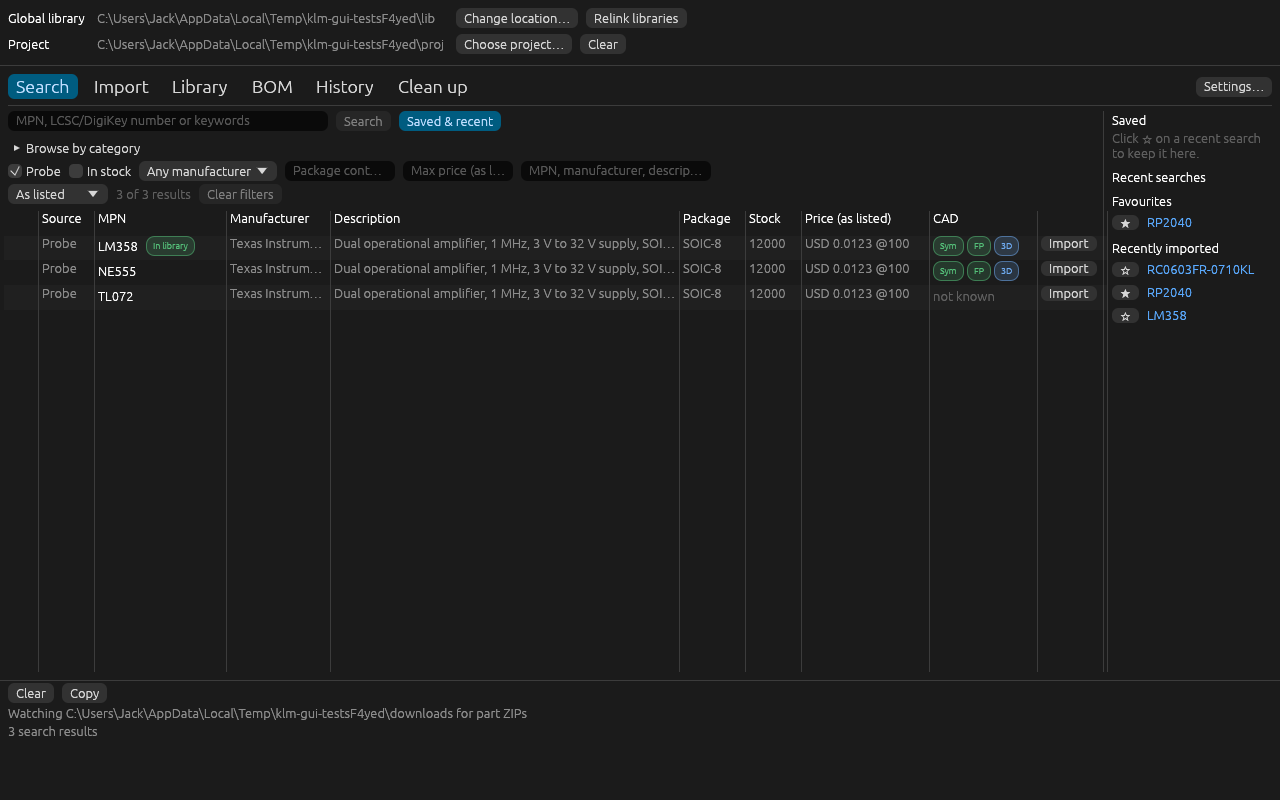 Global library C:\Users\Jack\AppData\Local\Temp\klm-gui-testsF4yed\lib Change location… Relink libraries
Project C:\Users\Jack\AppData\Local\Temp\klm-gui-testsF4yed\proj Choose project… Clear
Search Import Library BOM History Clean up Settings…
MPN, LCSC/DigiKey number or keywords Search Saved & recent
Browse by category
Probe In stock Any manufacturer Package cont… Max price (as l… MPN, manufacturer, descrip…
As listed 3 of 3 results Clear filters
Source MPN Manufacturer Description Package Stock Price (as listed) CAD
Probe LM358 In library Texas Instrum… Dual operational amplifier, 1 MHz, 3 V to 32 V supply, SOI… SOIC-8 12000 USD 0.0123 @100 Sym FP 3D Import
Probe NE555 Texas Instrum… Dual operational amplifier, 1 MHz, 3 V to 32 V supply, SOI… SOIC-8 12000 USD 0.0123 @100 Sym FP 3D Import
Probe TL072 Texas Instrum… Dual operational amplifier, 1 MHz, 3 V to 32 V supply, SOI… SOIC-8 12000 USD 0.0123 @100 not known Import
Saved
Click ☆ on a recent search
to keep it here.
Recent searches
Favourites
★ RP2040
Recently imported
☆ RC0603FR-0710KL
★ RP2040
☆ LM358
Clear Copy
Watching C:\Users\Jack\AppData\Local\Temp\klm-gui-testsF4yed\downloads for part ZIPs
3 search results